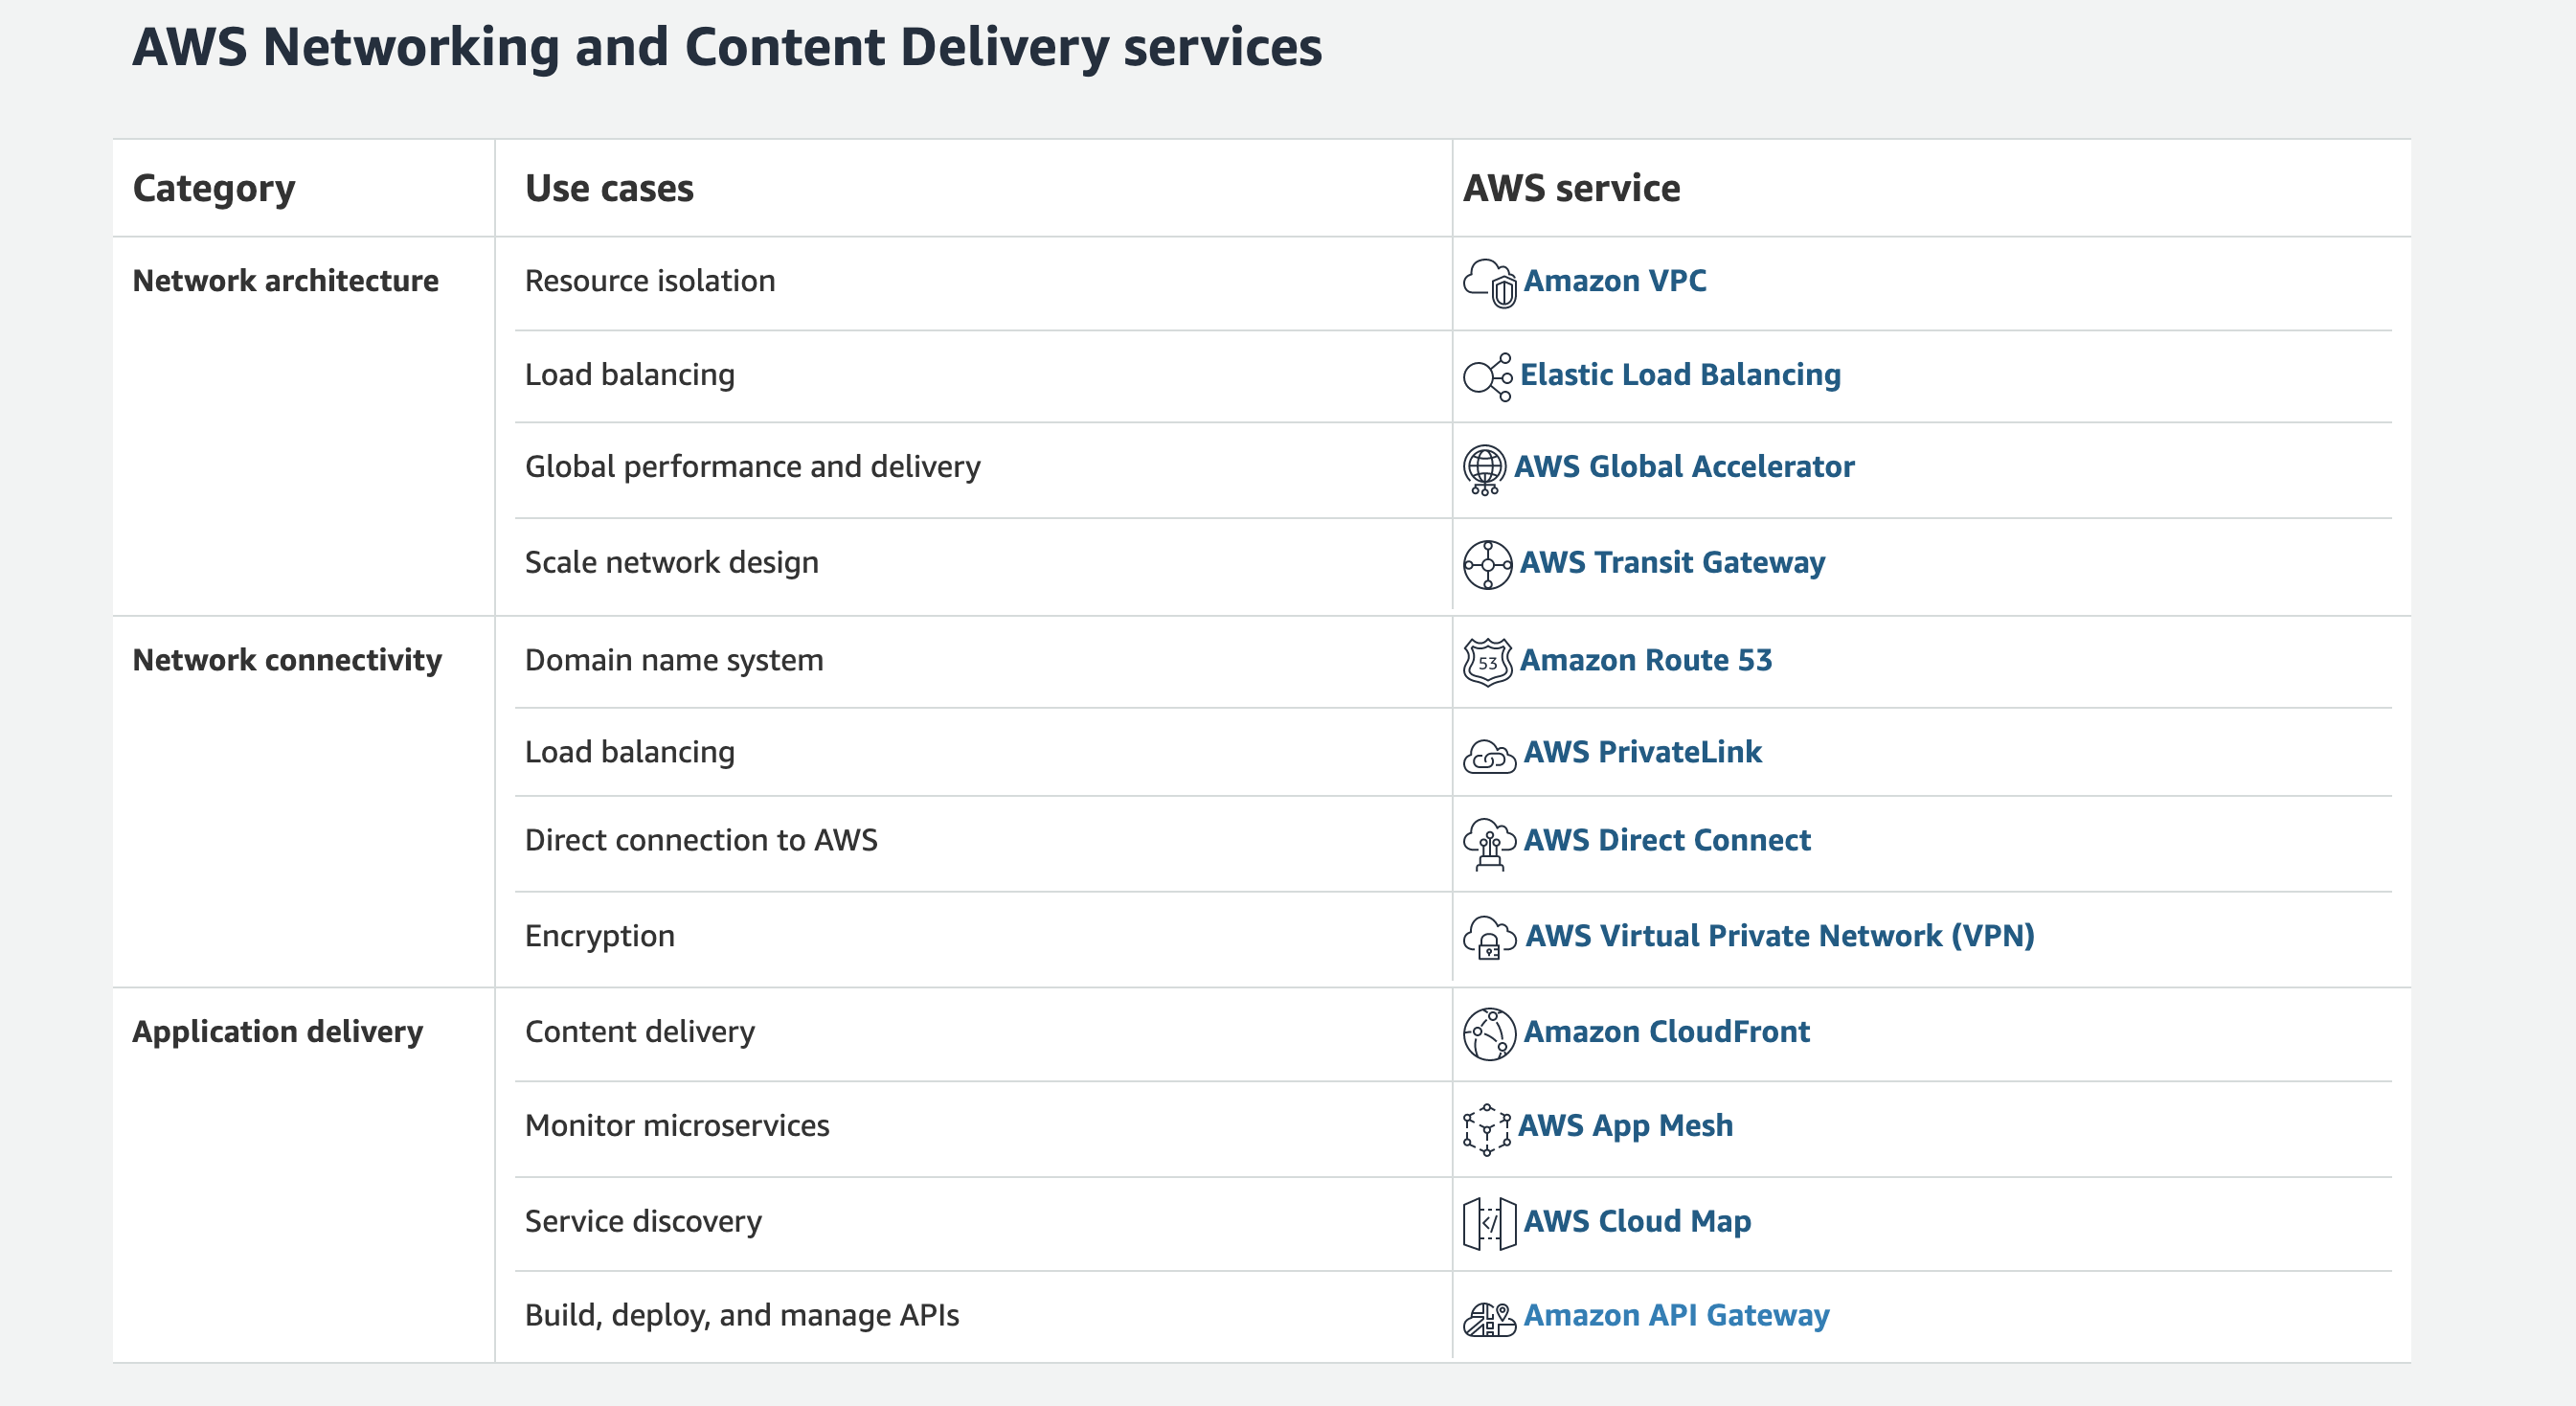 AWS Networking and Content Delivery services
Category Use cases AWS service
Network architecture Resource isolation Amazon VPC
Load balancing Elastic Load Balancing
Global performance and delivery AWS Global Accelerator
Scale network design AWS Transit Gateway
Network connectivity Domain name system 53 Amazon Route 53
Load balancing AWS PrivateLink
Direct connection to AWS AWS Direct Connect
Encryption AWS Virtual Private Network (VPN)
Application delivery Content delivery Amazon CloudFront
Monitor microservices AWS App Mesh
Service discovery </ AWS Cloud Map
Build, deploy, and manage APIs Amazon API Gateway